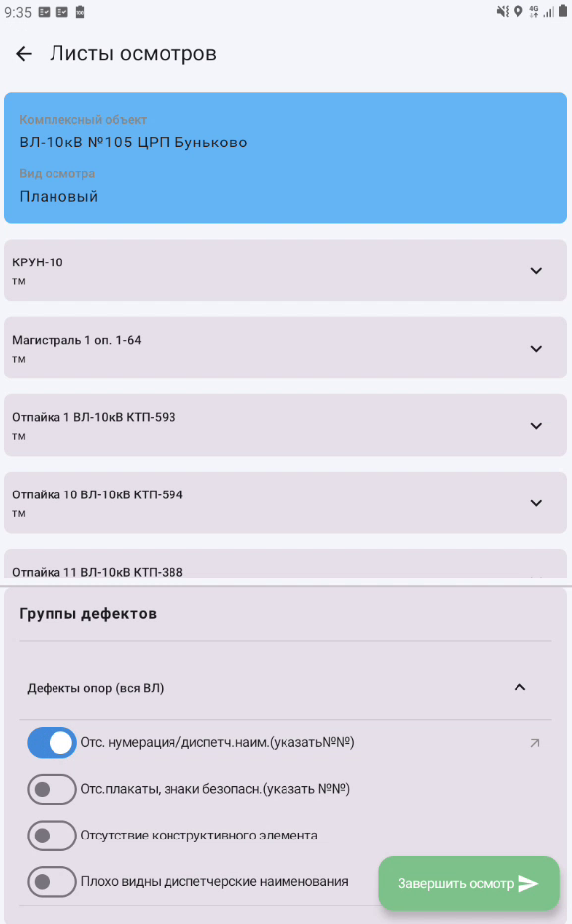 9:35
4G
100
Листы осмотров
Комплексный объект
ВЛ-10кВ №105 ЦРП Буньково
Вид осмотра
Плановый
КРУН-10
ТМ
Магистраль 1 оп. 1-64
ТМ
Отпайка 1 ВЛ-10кВ КТП-593
ТМ
Отпайка 10 ВЛ-10кВ КТП-594
ТМ
Отпайка 11 ВЛ-10кВ КТП-388
Группы дефектов
Дефекты опор (вся ВЛ)
Отс. нумерация/диспетч.наим.(указать№№)
Отс.плакаты, знаки безопасн.(указать №№)
Отсутствие конструктивного элемента
Плохо видны диспетчерские наименования
Завершить осмотр